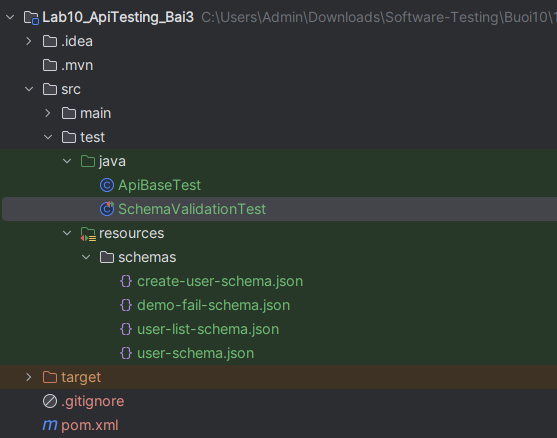 Lab10_ApiTesting_Bai3 C:\Users\Admin\Downloads\Software-Testing\Buoi10\1
.idea
.mvn
src
main
test
java
ApiBaseTest
SchemaValidationTest
resources
schemas
create-user-schema.json
demo-fail-schema.json
user-list-schema.json
user-schema.json
target
.gitignore
pom.xml